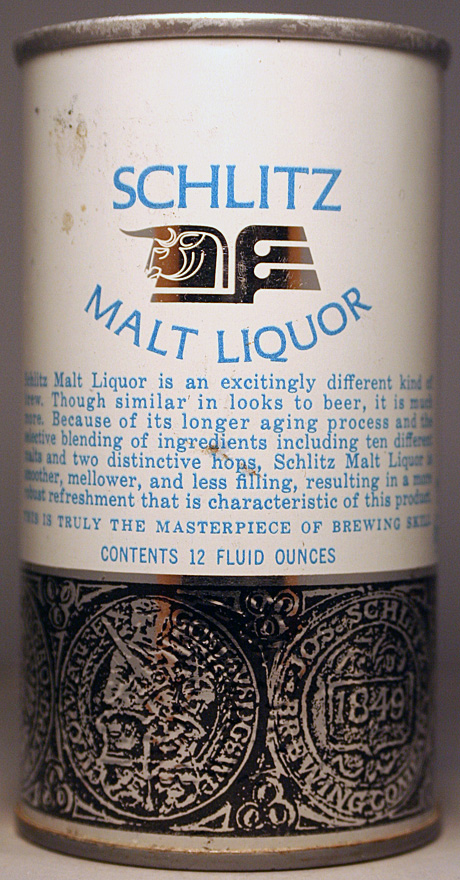 SCHLITZ
MALT LIQUOR
Schlitz Malt Liquor is an excitingly different kind of
brew. Though similar in looks to beer, it is much
more. Because of its longer aging process and the
selective blending of ingredients including ten different
malts and two distinctive hops, Schlitz Malt Liquor is
smoother, mellower, and less filling, resulting in a more
robust refreshment that is characteristic of this product.
THIS IS TRULY THE MASTERPIECE OF BREWING SKILL
CONTENTS 12 FLUID OUNCES
JOS. SCHLITZ
BREWING COMPANY
1849